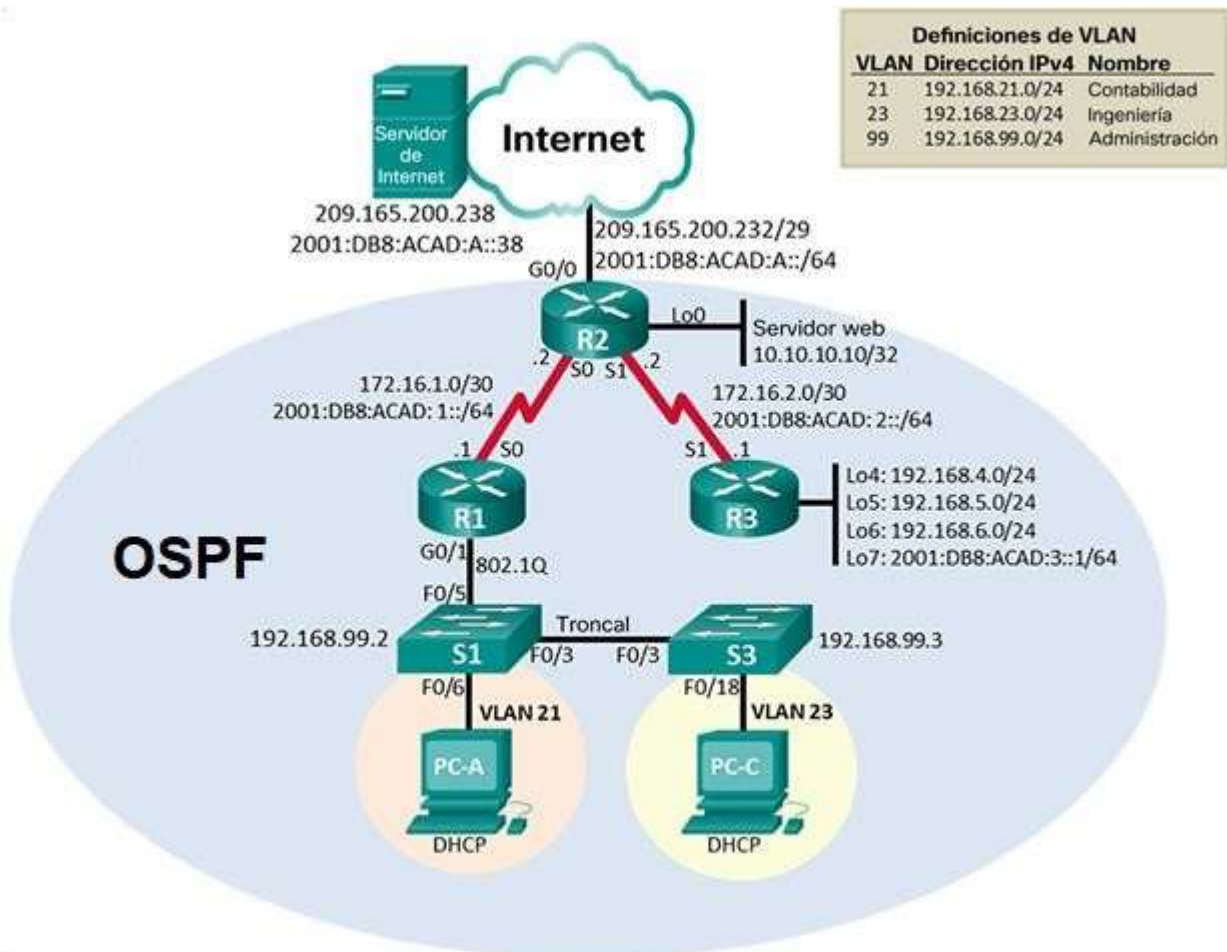 Definiciones de VLAN
VLAN Dirección IPv4 Nombre
21 192.168.21.0/24 Contabilidad
23 192.168.23.0/24 Ingeniería
99 192.168.99.0/24 Administración
Servidor
de
Internet
Internet
209.165.200.238
2001:DB8:ACAD:A::38
209.165.200.232/29
2001:DB8:ACAD:A::/64
G0/0
R2
Lo0
Servidor web
10.10.10.10/32
.2
S0
S1
.2
172.16.1.0/30
2001:DB8:ACAD: 1::/64
172.16.2.0/30
2001:DB8:ACAD: 2::/64
.1
S0
S1
.1
R1
R3
Lo4: 192.168.4.0/24
Lo5: 192.168.5.0/24
Lo6: 192.168.6.0/24
Lo7: 2001:DB8:ACAD:3::1/64
OSPF
G0/1
802.1Q
F0/5
192.168.99.2
S1
Troncal
F0/3
F0/3
S3
192.168.99.3
F0/6
VLAN 21
F0/18
VLAN 23
PC-A
PC-C
DHCP
DHCP